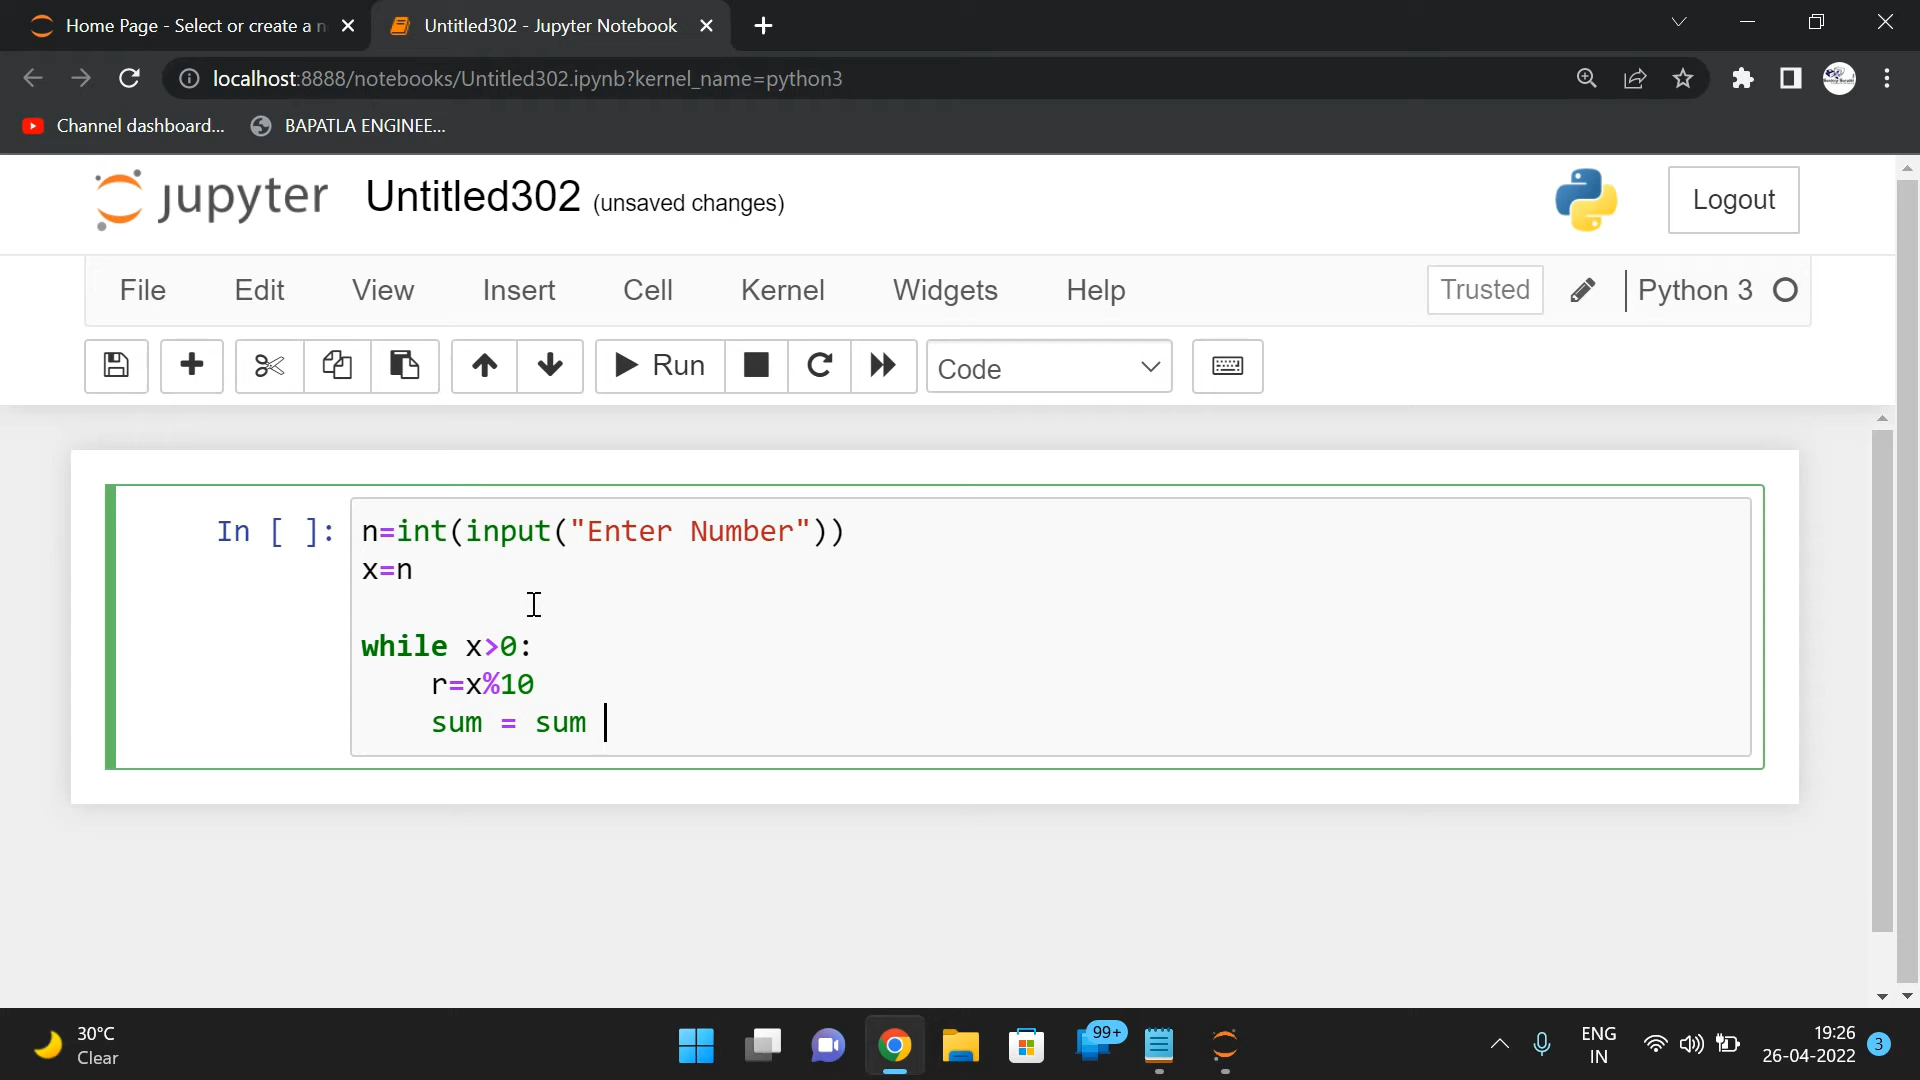 Home Page - Select or create a n
Untitled302 - Jupyter Notebook
localhost:8888/notebooks/Untitled302.ipynb?kernel_name=python3
Channel dashboard...
BAPATLA ENGINEE...
jupyter Untitled302 (unsaved changes)
Logout
File Edit View Insert Cell Kernel Widgets Help Trusted Python 3
Run Code
In [ ]: n=int(input("Enter Number"))
x=n
while x>0:
    r=x%10
    sum = sum
30°C
Clear
99+
ENG
IN
19:26
26-04-2022
3